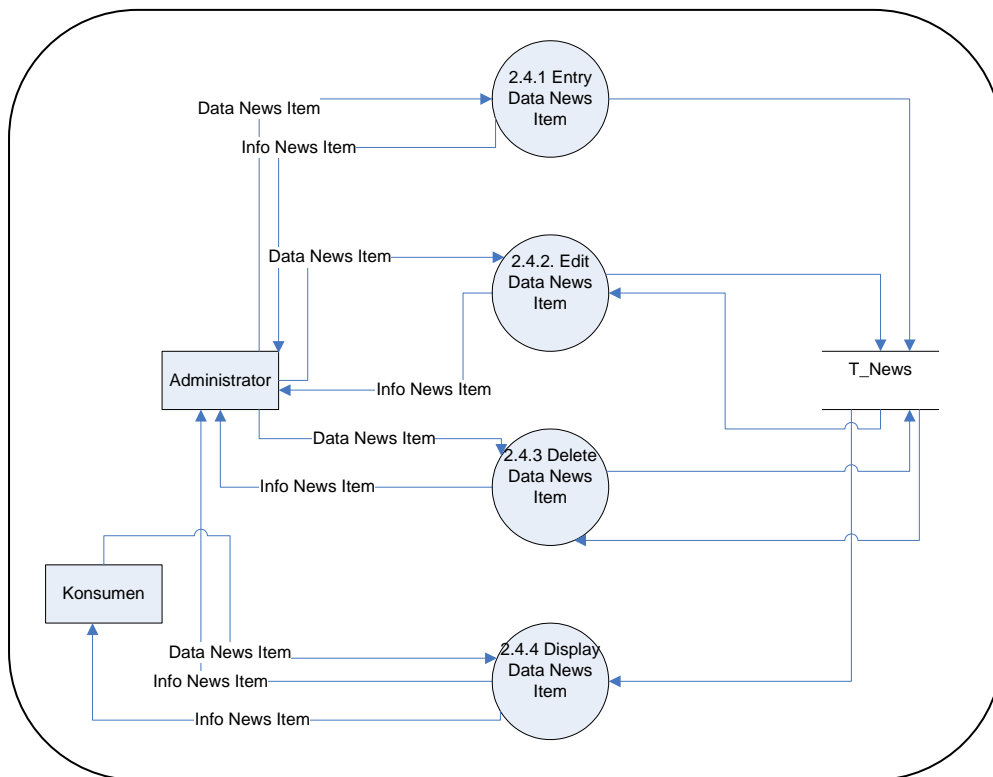 2.4.1 Entry
Data News
Item
Data News Item
Info News Item
2.4.2. Edit
Data News
Item
Data News Item
Info News Item
Administrator
T_News
2.4.3 Delete
Data News
Item
Data News Item
Info News Item
Konsumen
2.4.4 Display
Data News
Item
Data News Item
Info News Item
Info News Item